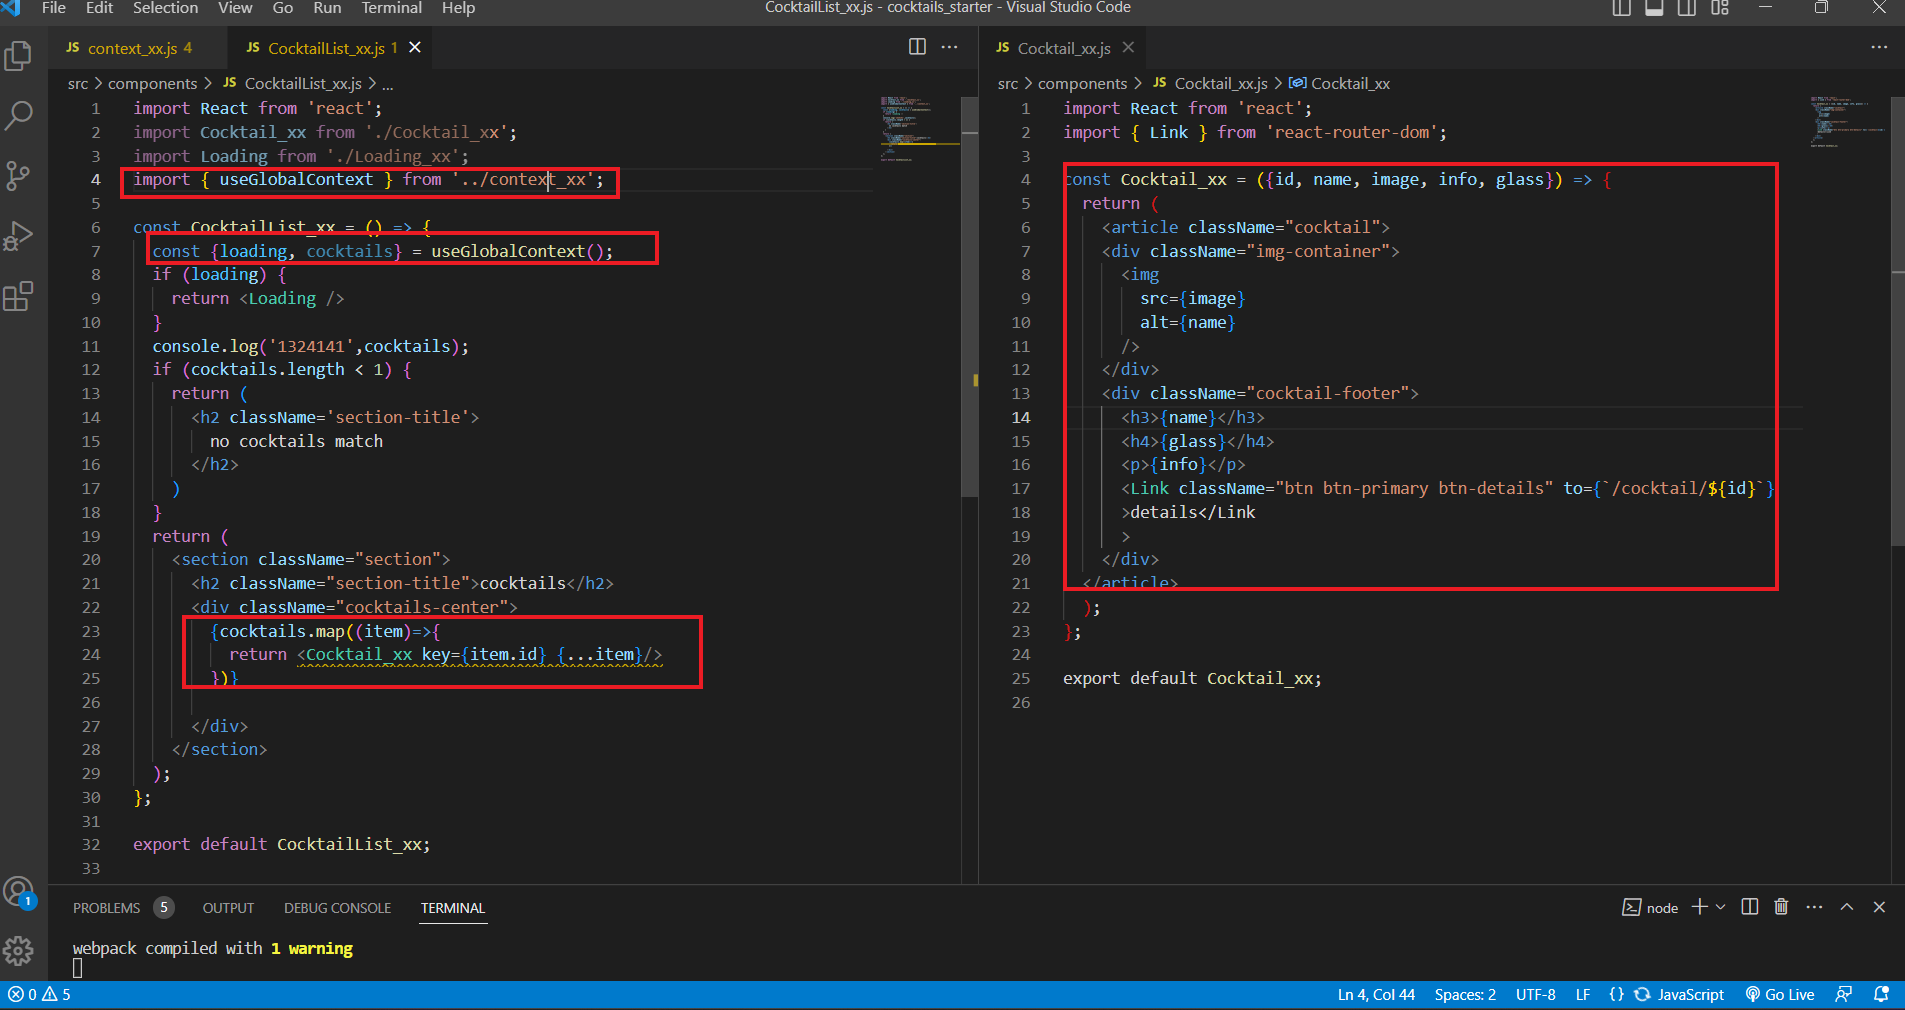 File Edit Selection View Go Run Terminal Help
CocktailList_xx.js - cocktails_starter - Visual Studio Code
JS context_xx.js 4
JS CocktailList_xx.js 1
src > components > JS CocktailList_xx.js > ...
1 import React from 'react';
2 import Cocktail_xx from './Cocktail_xx';
3 import Loading from './Loading_xx';
4 import { useGlobalContext } from '../context_xx';
5
6 const CocktailList_xx = () => {
7 const {loading, cocktails} = useGlobalContext();
8 if (loading) {
9 return <Loading />
10 }
11 console.log('1324141',cocktails);
12 if (cocktails.length < 1) {
13 return (
14 <h2 className='section-title'>
15 no cocktails match
16 </h2>
17 )
18 }
19 return (
20 <section className="section">
21 <h2 className="section-title">cocktails</h2>
22 <div className="cocktails-center">
23 {cocktails.map((item)=>{
24 return <Cocktail_xx key={item.id} {...item}/>
25 })}
26
27 </div>
28 </section>
29 );
30 };
31
32 export default CocktailList_xx;
33
JS Cocktail_xx.js
src > components > JS Cocktail_xx.js > Cocktail_xx
1 import React from 'react';
2 import { Link } from 'react-router-dom';
3
4 const Cocktail_xx = ({id, name, image, info, glass}) => {
5 return (
6 <article className="cocktail">
7 <div className="img-container">
8 <img
9 src={image}
10 alt={name}
11 />
12 </div>
13 <div className="cocktail-footer">
14 <h3>{name}</h3>
15 <h4>{glass}</h4>
16 <p>{info}</p>
17 <Link className="btn btn-primary btn-details" to={`/cocktail/${id}`}
18 >details</Link
19 >
20 </div>
21 </article>
22 );
23 };
24
25 export default Cocktail_xx;
26
PROBLEMS 5 OUTPUT DEBUG CONSOLE TERMINAL
node
webpack compiled with 1 warning
1
0 5
Ln 4, Col 44 Spaces: 2 UTF-8 LF {} JavaScript Go Live